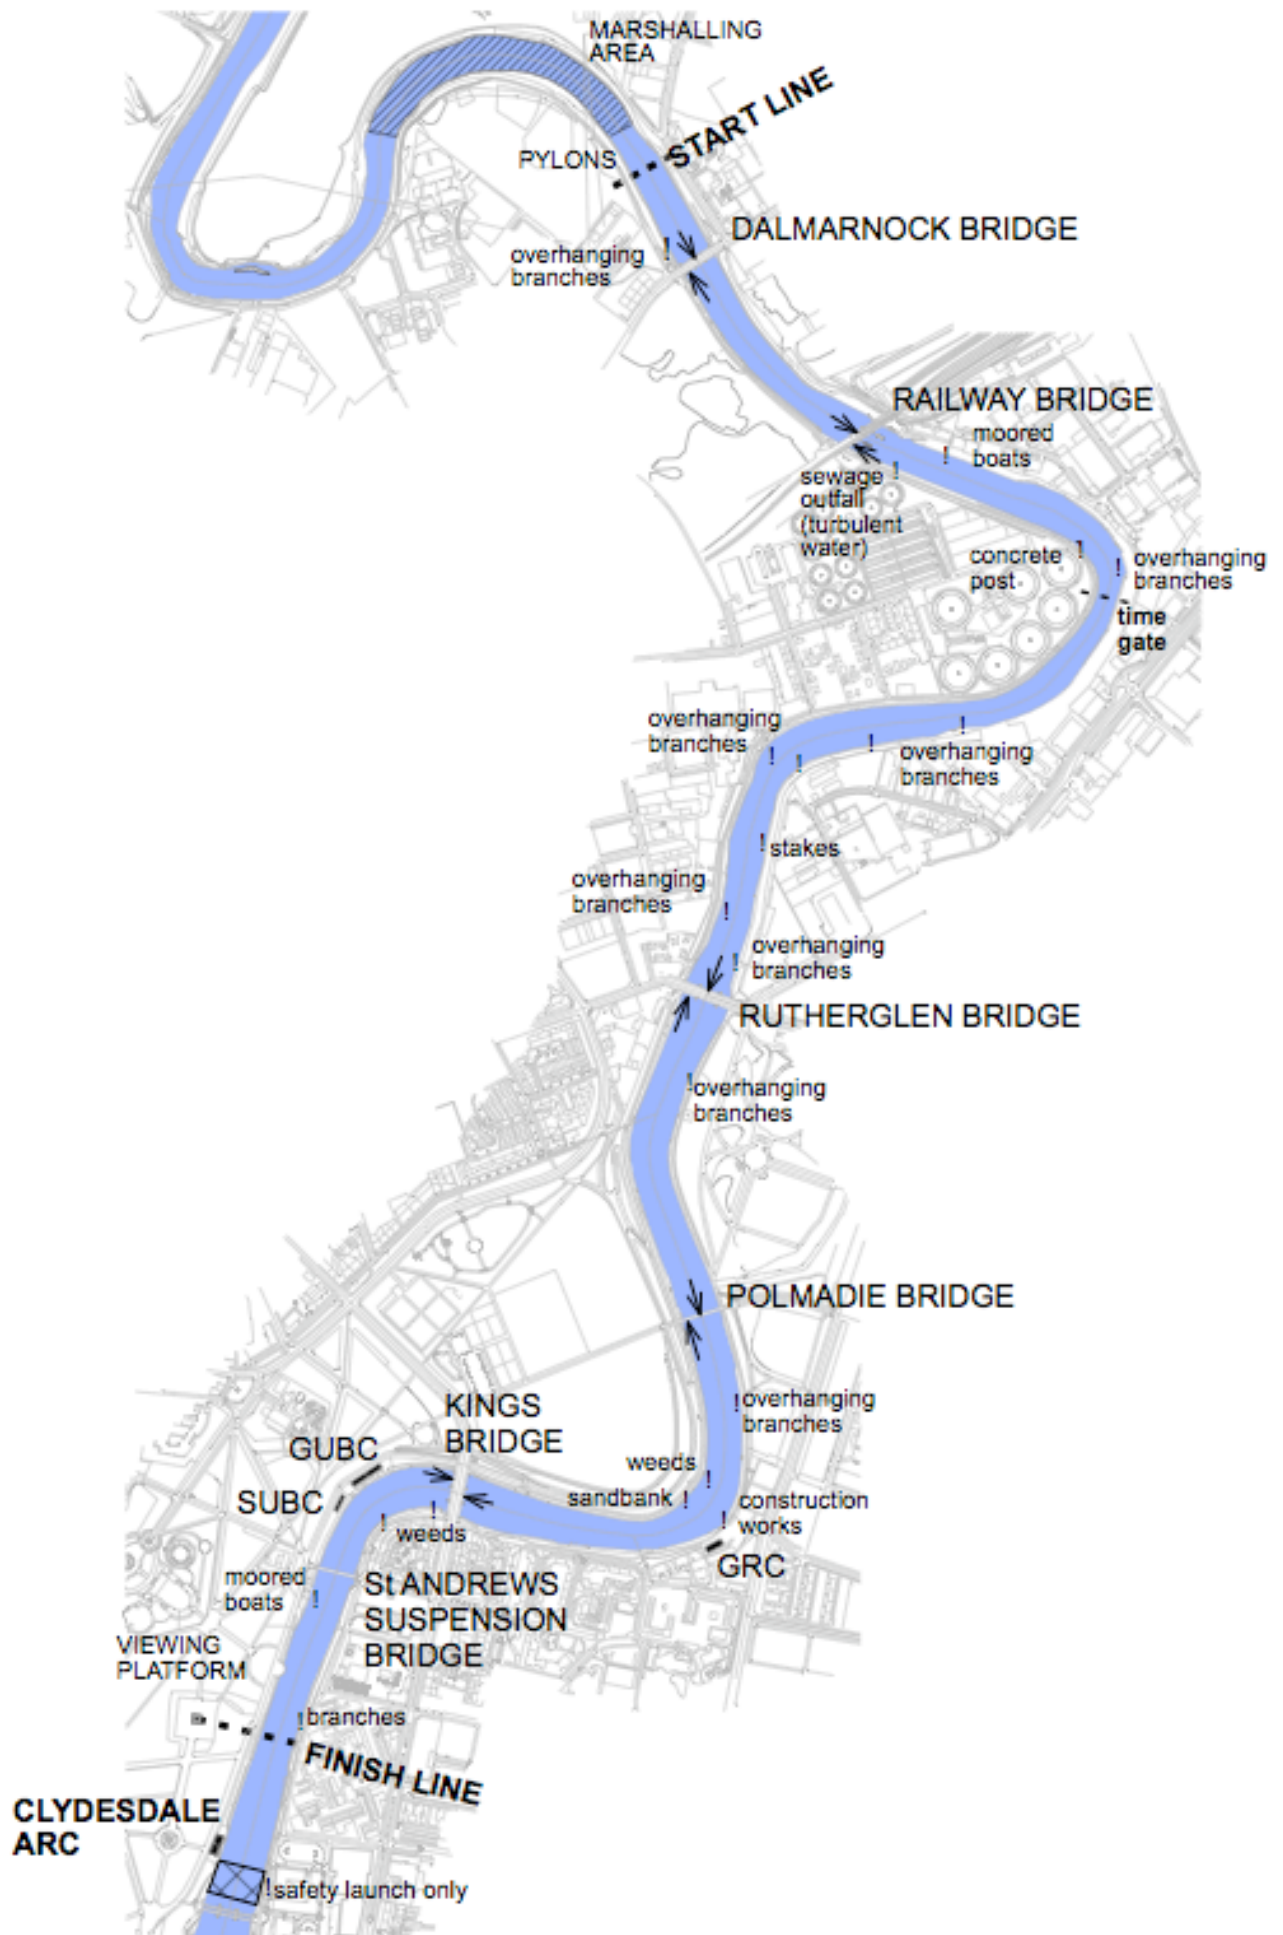 MARSHALLING
AREA
START LINE
PYLONS
DALMARNOCK BRIDGE
!
overhanging
branches
RAILWAY BRIDGE
moored
boats
!
!
sewage
outfall
(turbulent
water)
!
concrete
post
!
overhanging
branches
time
gate
overhanging
branches
!
!
!
!
overhanging
branches
!
stakes
overhanging
branches
!
!
overhanging
branches
RUTHERGLEN BRIDGE
!
overhanging
branches
POLMADIE BRIDGE
!
overhanging
branches
KINGS
BRIDGE
GUBC
SUBC
weeds
!
sandbank
!
!
construction
works
GRC
!
!
weeds
moored
boats
!
St ANDREWS
SUSPENSION
BRIDGE
VIEWING
PLATFORM
!
branches
FINISH LINE
CLYDESDALE
ARC
!
safety launch only